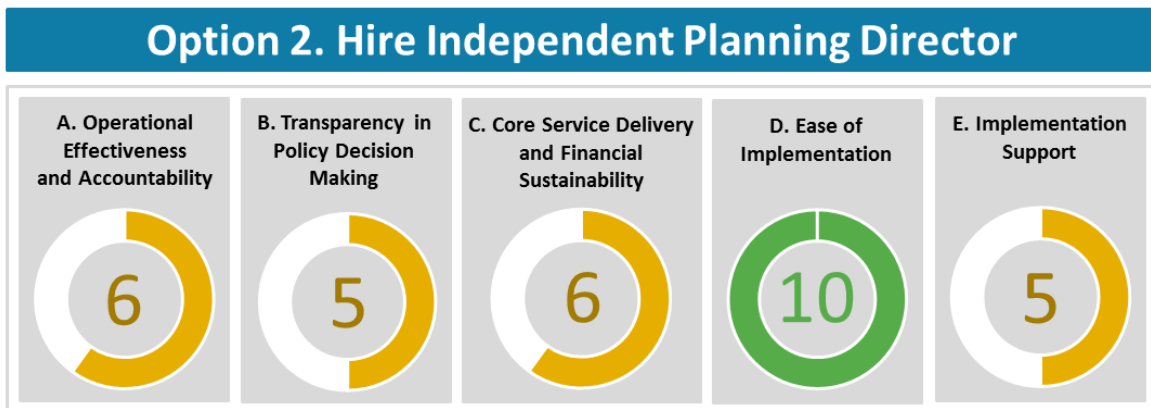 Option 2. Hire Independent Planning Director
A. Operational
Effectiveness
and Accountability
6
B. Transparency in
Policy Decision
Making
5
C. Core Service Delivery
and Financial
Sustainability
6
D. Ease of
Implementation
10
E. Implementation
Support
5